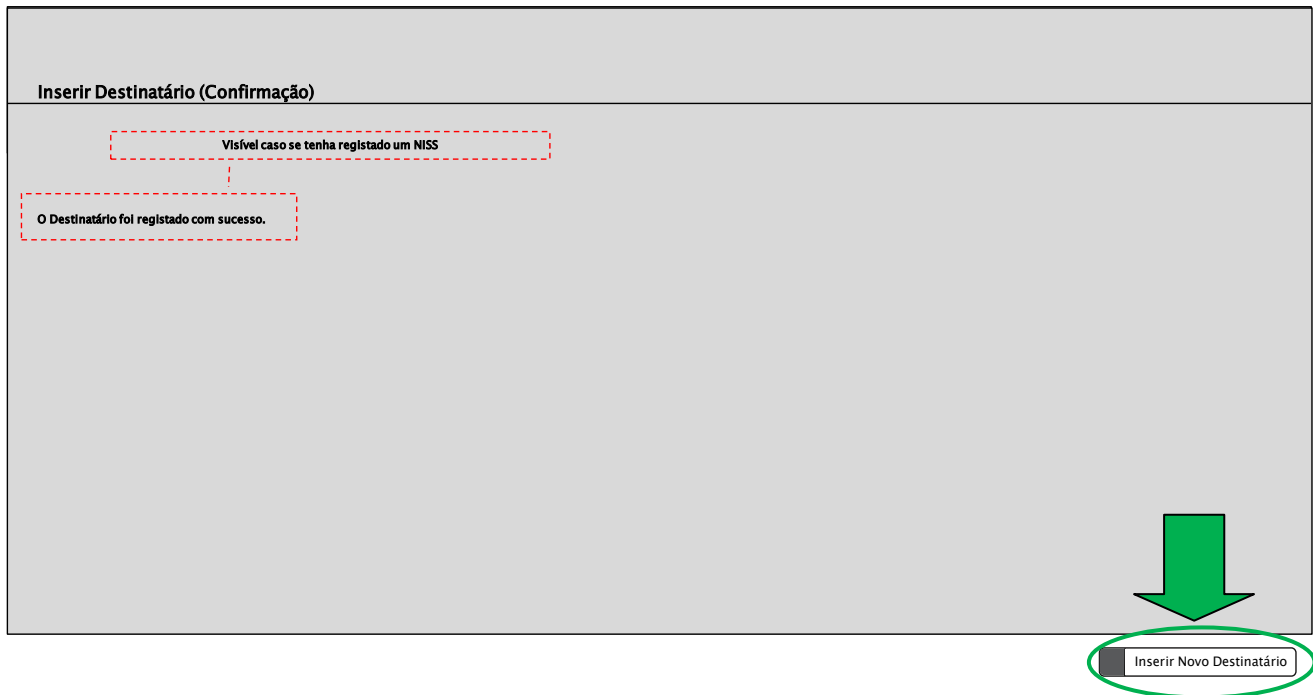 Inserir Destinatário (Confirmação)
Visível caso se tenha registado um NISS
O Destinatário foi registado com sucesso.
Inserir Novo Destinatário